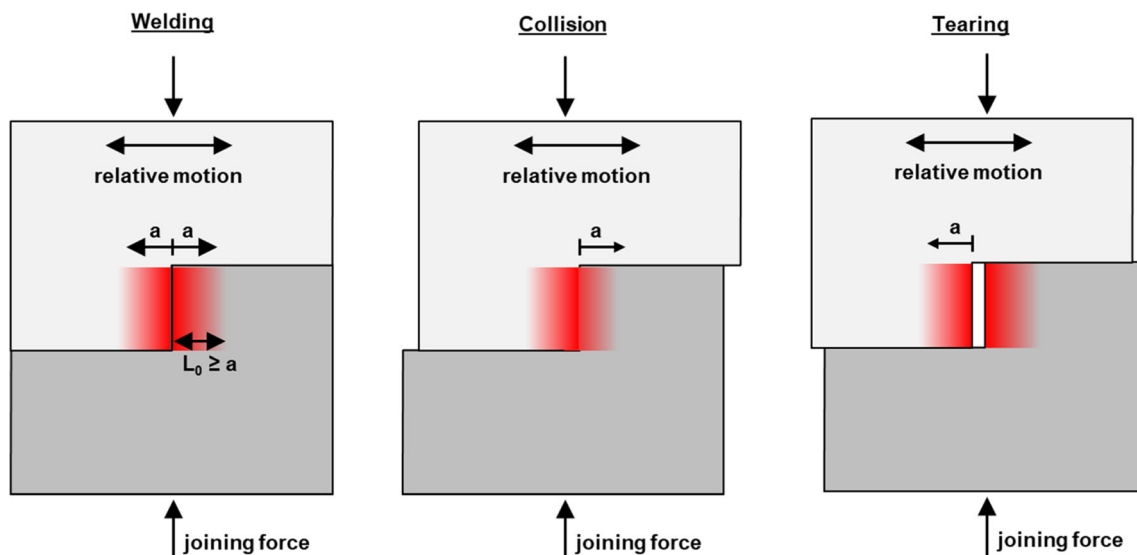 Welding
relative motion
a a
L₀ ≥ a
joining force
Collision
relative motion
a
joining force
Tearing
relative motion
a
joining force